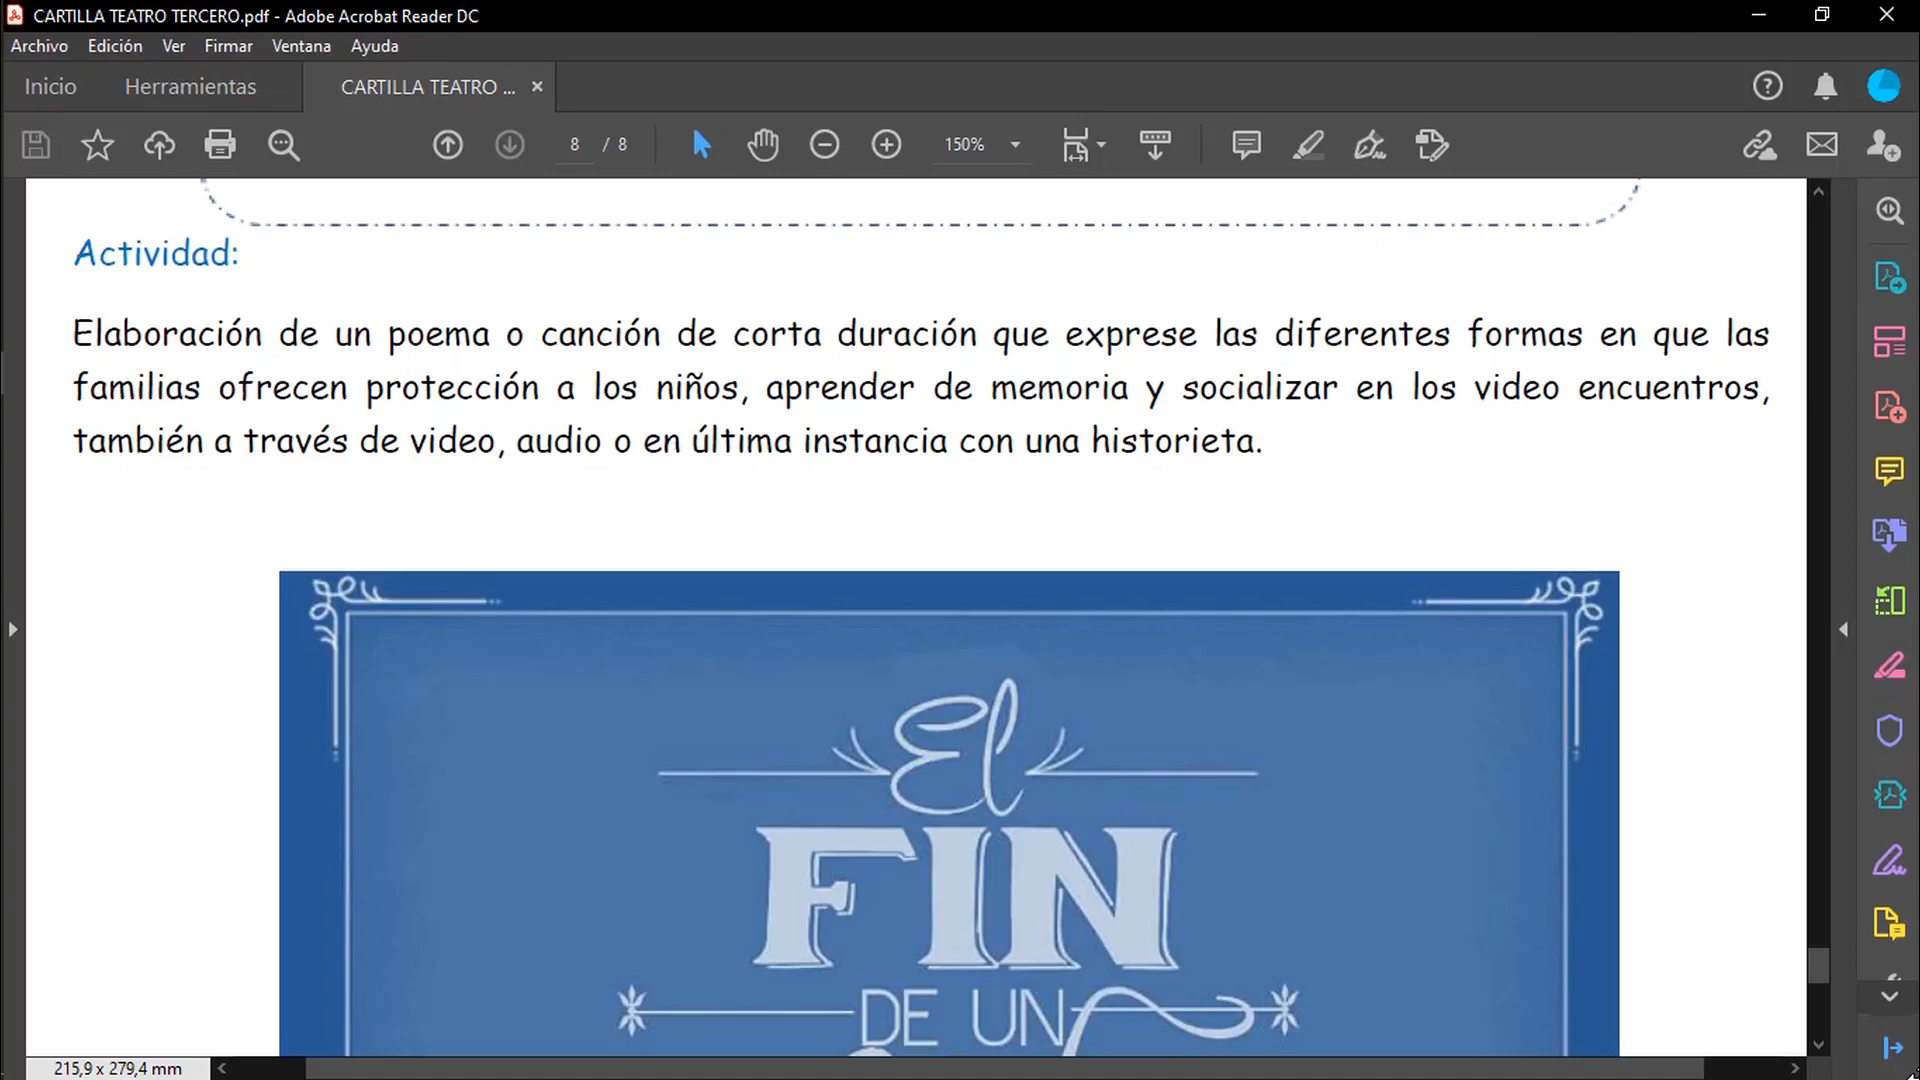 CARTILLA TEATRO TERCERO.pdf - Adobe Acrobat Reader DC
Archivo Edición Ver Firmar Ventana Ayuda
Inicio Herramientas CARTILLA TEATRO ... ×
8 / 8 150%
Actividad:
Elaboración de un poema o canción de corta duración que exprese las diferentes formas en que las
familias ofrecen protección a los niños, aprender de memoria y socializar en los video encuentros,
también a través de video, audio o en última instancia con una historieta.
El
FIN
DE UN
215,9 x 279,4 mm